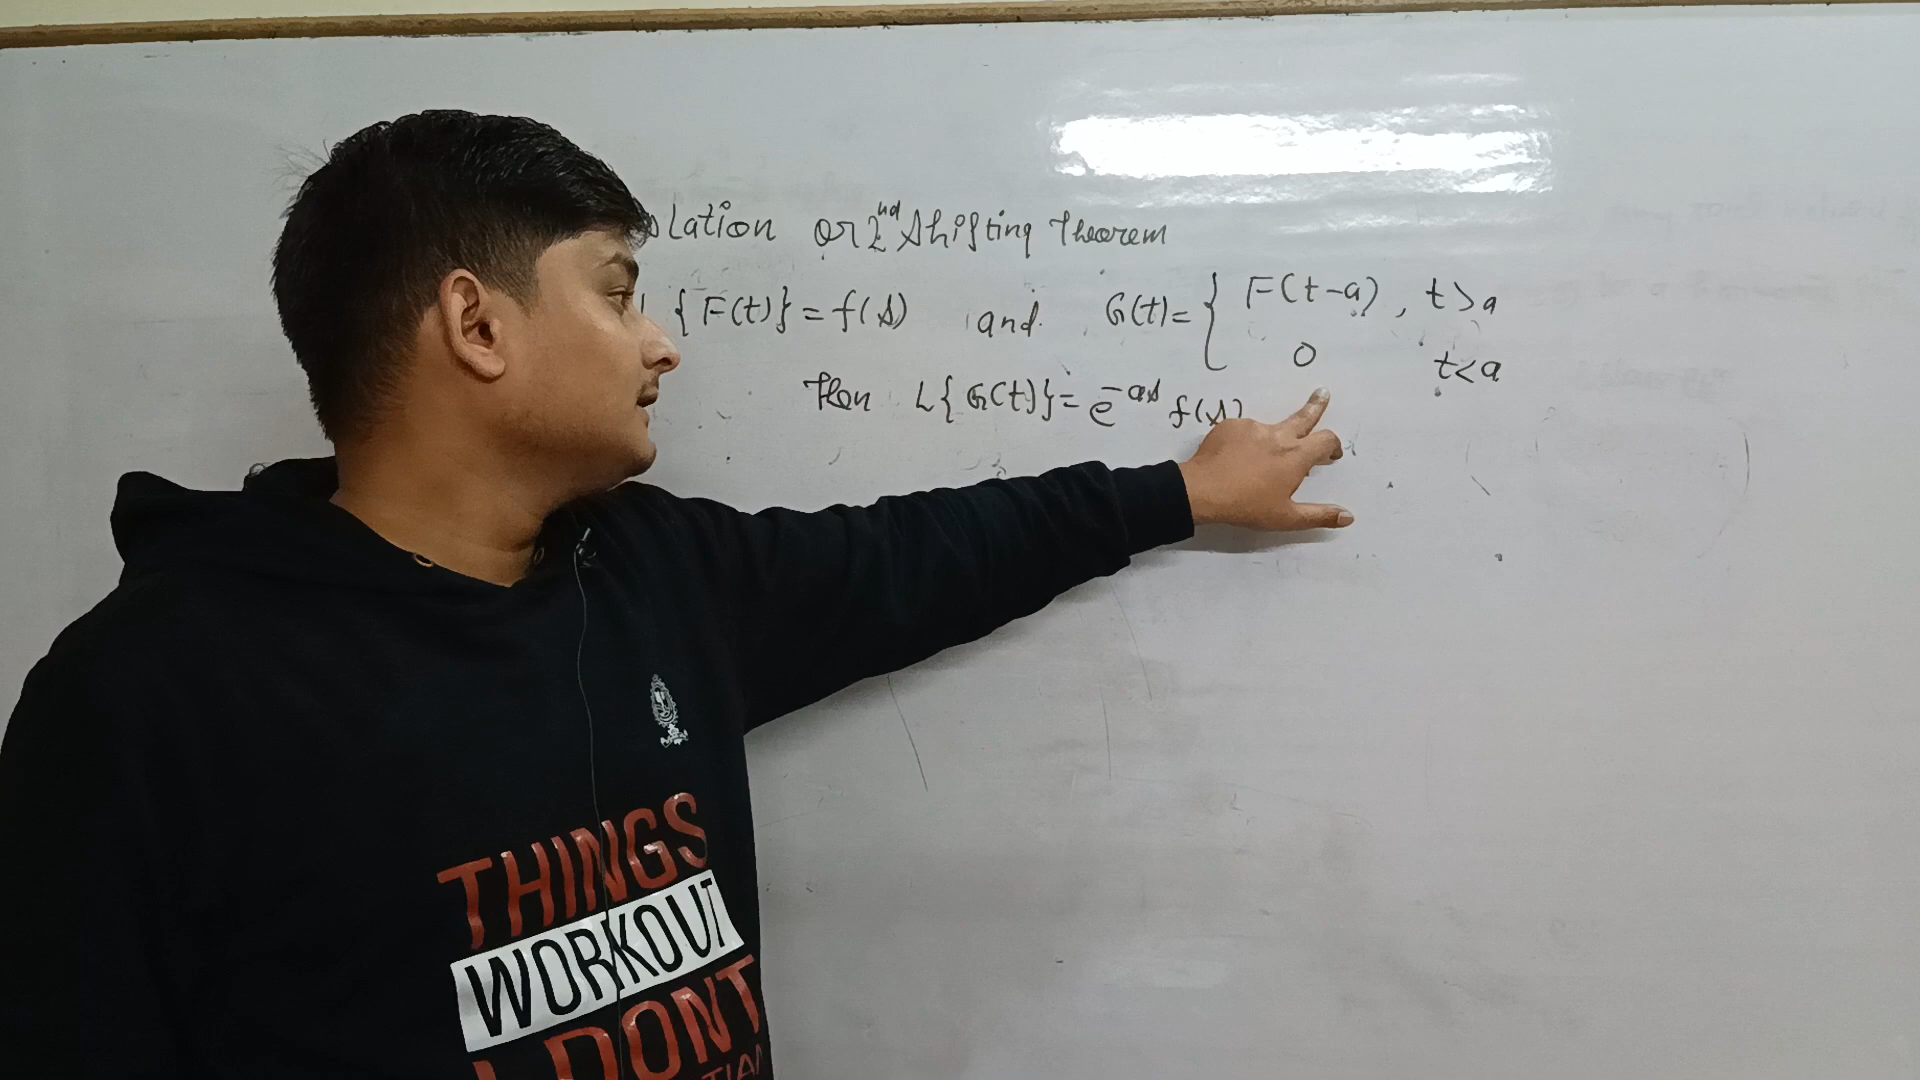 lation or 2nd Shifting Theorem
{F(t)} = f(s) and G(t) = { F(t-a), t>a
0 t<a
Then L{G(t)} = e^-as f(s)
THINGS
WORKOUT
I DONT